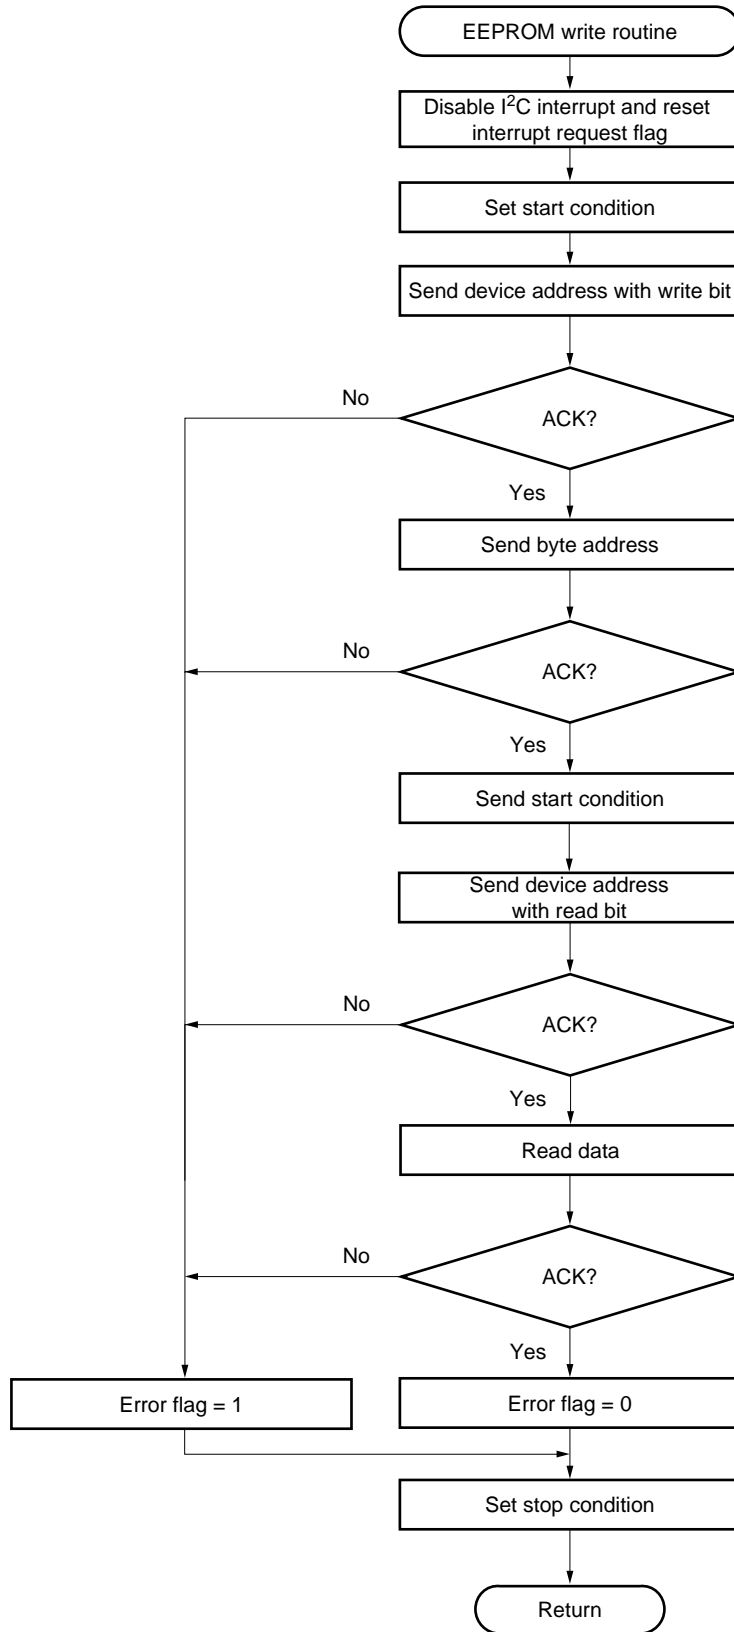 EEPROM write routine
Disable I²C interrupt and reset
interrupt request flag
Set start condition
Send device address with write bit
No
ACK?
Yes
Send byte address
No
ACK?
Yes
Send start condition
Send device address
with read bit
No
ACK?
Yes
Read data
No
ACK?
Yes
Error flag = 1
Error flag = 0
Set stop condition
Return